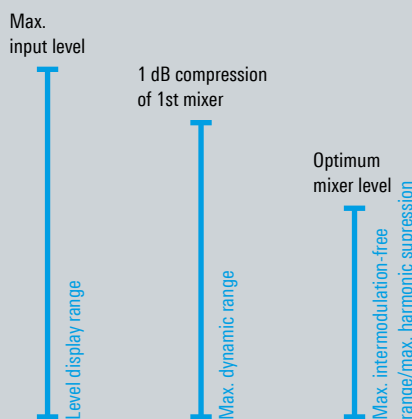 Max.
input level
1 dB compression
of 1st mixer
Optimum
mixer level
Level display range
Max. dynamic range
Max. intermodulation-free
range/max. harmonic supression